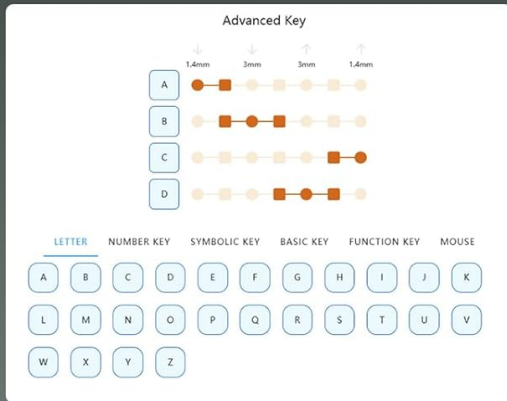 Advanced Key
↓ ↓ ↑ ↑
1.4mm 3mm 3mm 1.4mm
A
B
C
D
LETTER NUMBER KEY SYMBOLIC KEY BASIC KEY FUNCTION KEY MOUSE
A B C D E F G H I J K
L M N O P Q R S T U V
W X Y Z